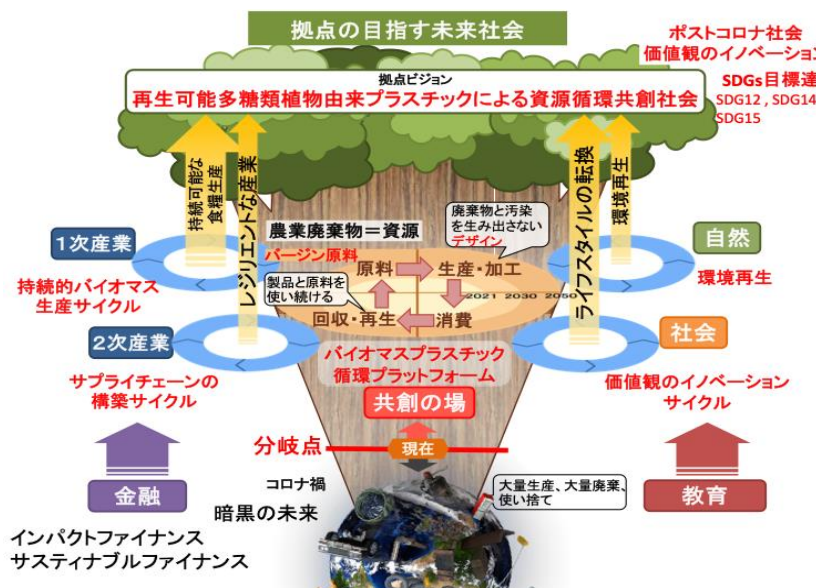 拠点の目指す未来社会
ポストコロナ社会
価値観のイノベーション
拠点ビジョン
再生可能多糖類植物由来プラスチックによる資源循環共創社会
SDGs目標達
SDG12 , SDG14
SDG15
持続可能な
食糧生産
レジリエントな産業
ライフスタイルの転換
環境再生
農業廃棄物＝資源
バージン原料
廃棄物と汚染
を生み出さない
デザイン
1次産業
自然
持続的バイオマス
生産サイクル
環境再生
原料
生産・加工
製品と原料を
使い続ける
2021 2030 2050
回収・再生
消費
2次産業
社会
バイオマスプラスチック
循環プラットフォーム
サプライチェーンの
構築サイクル
価値観のイノベーション
サイクル
共創の場
分岐点
現在
コロナ禍
暗黒の未来
大量生産、大量廃棄、
使い捨て
金融
教育
インパクトファイナンス
サスティナブルファイナンス